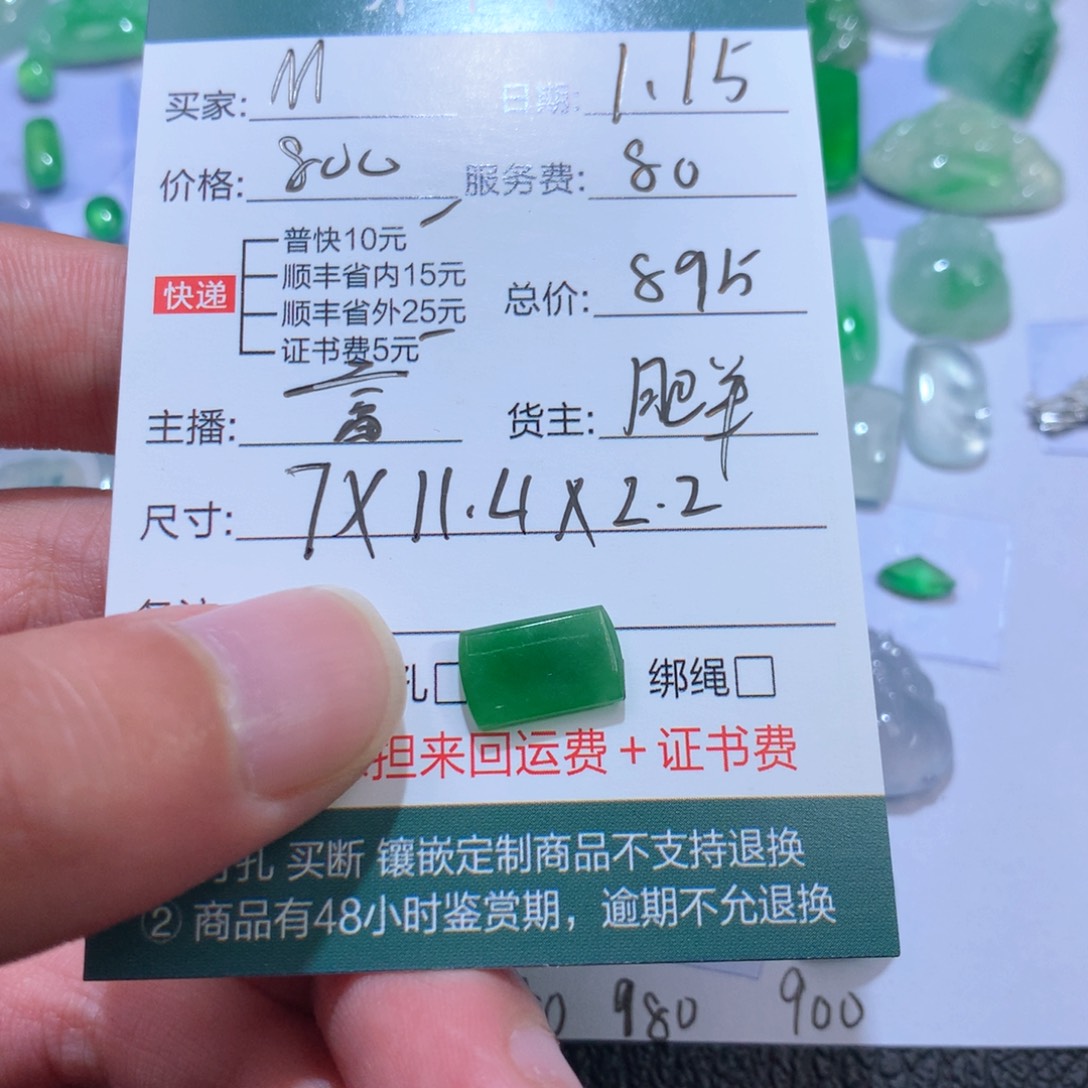 买家: M 日期: 1.15
价格: 800 服务费: 80
普快10元
顺丰省内15元
快递
顺丰省外25元
总价: 895
证书费5元
主播: 货主: 肥羊
尺寸: 7X11.4X2.2
孔□ 绑绳□
担来回运费+证书费
孔 买断 镶嵌定制商品不支持退换
② 商品有48小时鉴赏期，逾期不允退换
980 900